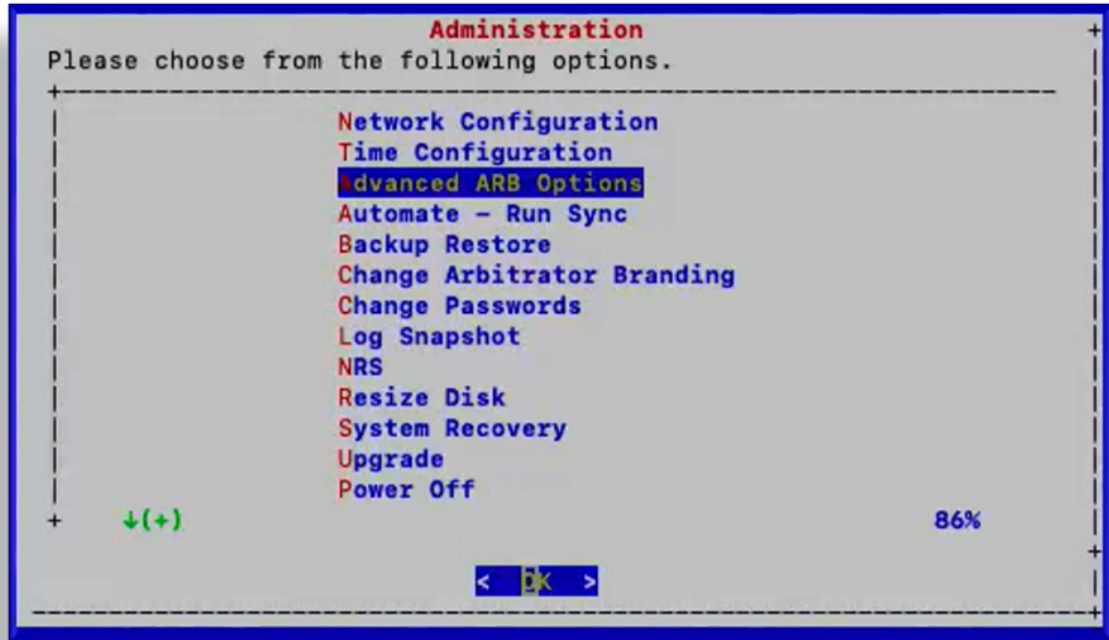 Administration
Please choose from the following options.
Network Configuration
Time Configuration
Advanced ARB Options
Automate – Run Sync
Backup Restore
Change Arbitrator Branding
Change Passwords
Log Snapshot
NRS
Resize Disk
System Recovery
Upgrade
Power Off
↓(+) 86%
< OK >